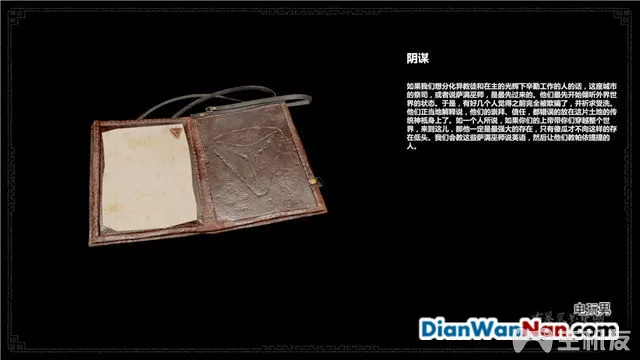 阴谋
如果我们想分化异教徒和在主的光辉下辛勤工作的人的话，这座城市
的祭司，或者说萨满巫师，是最先过来的。他们最先开始倾听外界世
界的状态。于是，有好几个人觉得之前完全被欺骗了，并祈求受洗。
他们正当地解释说，他们的崇拜、信任，都错误的放在这片土地的传
统神祇身上了。如一个人所说，如果你们的上帝带你们穿越整个世
界，来到这儿，那他一定是最强大的存在，只有傻瓜才不向这样的存
在低头。我们会教这些萨满巫师说英语，然后让他们教帕依提提的
人。
电玩男
DianWanNan.com